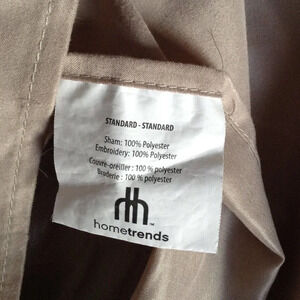 STANDARD - STANDARD
Sham: 100% Polyester
Embroidery: 100% Polyester
Couvre-oreiller : 100 % polyester
Broderie : 100 % polyester
hometrends